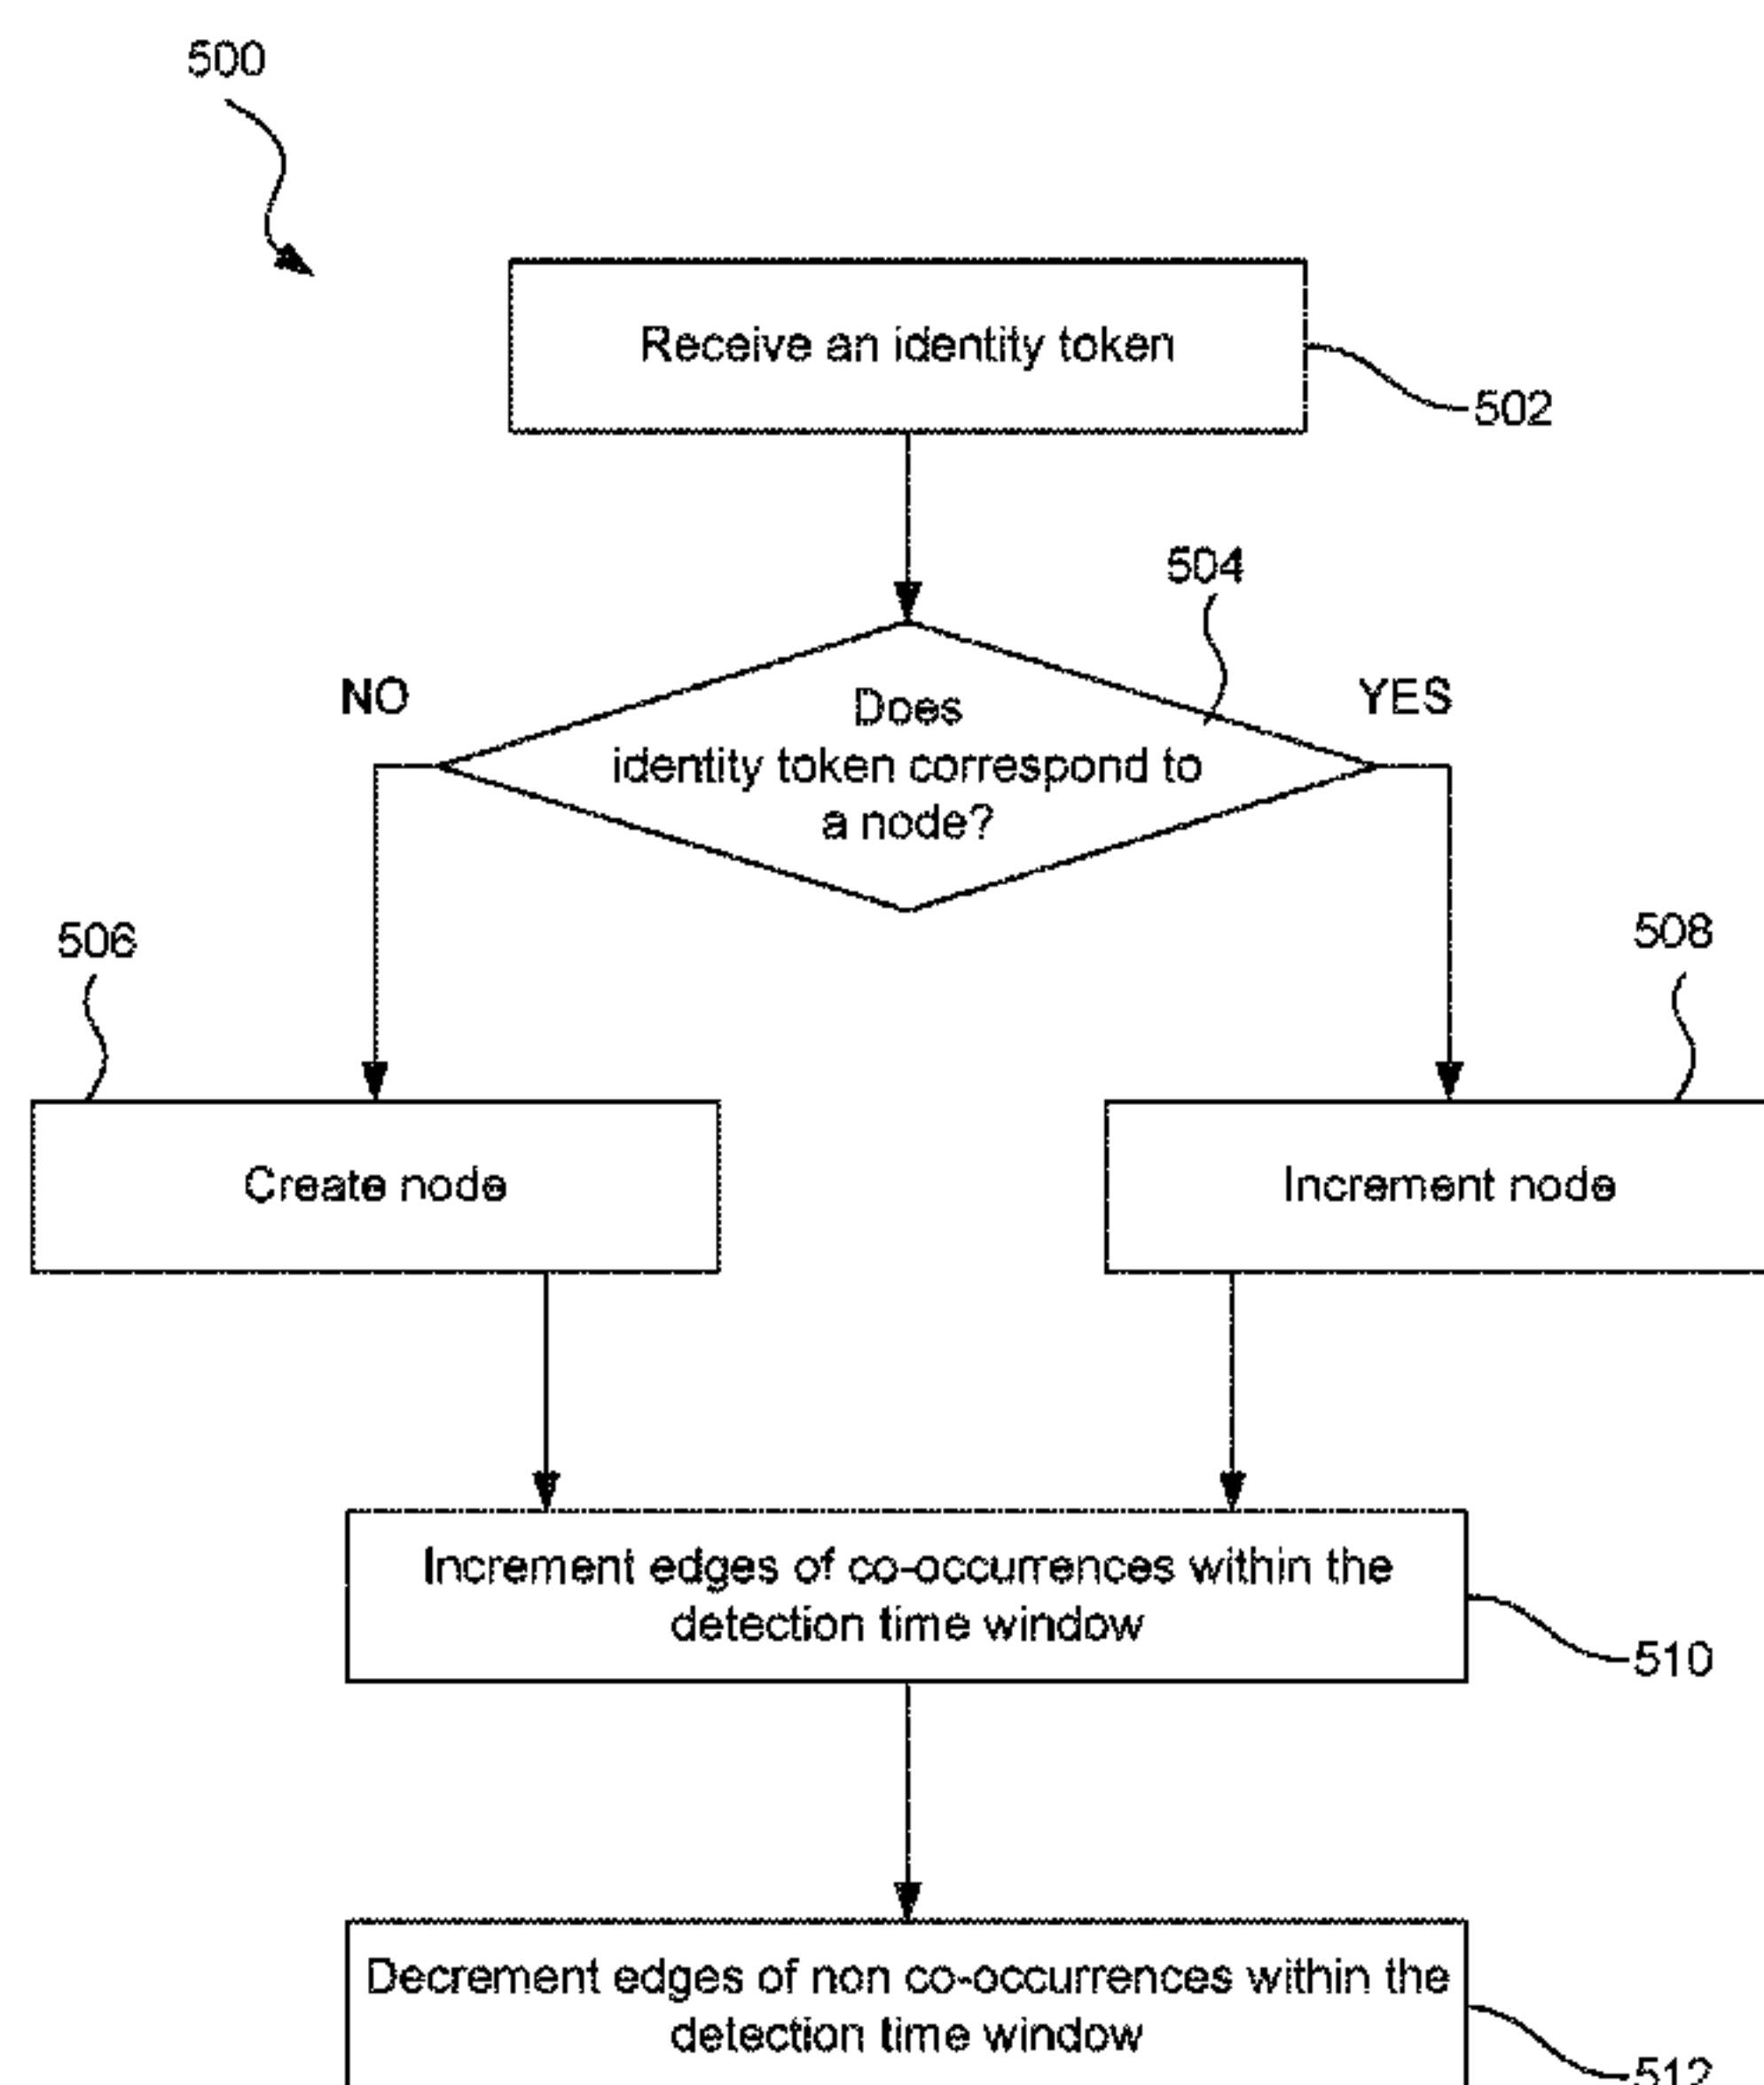 500
Receive an identity token
502
504
NO
YES
Does
identity token correspond to
a node?
506
508
Create node
Increment node
Increment edges of co-occurrences within the
detection time window
510
Decrement edges of non co-occurrences within the
detection time window
512